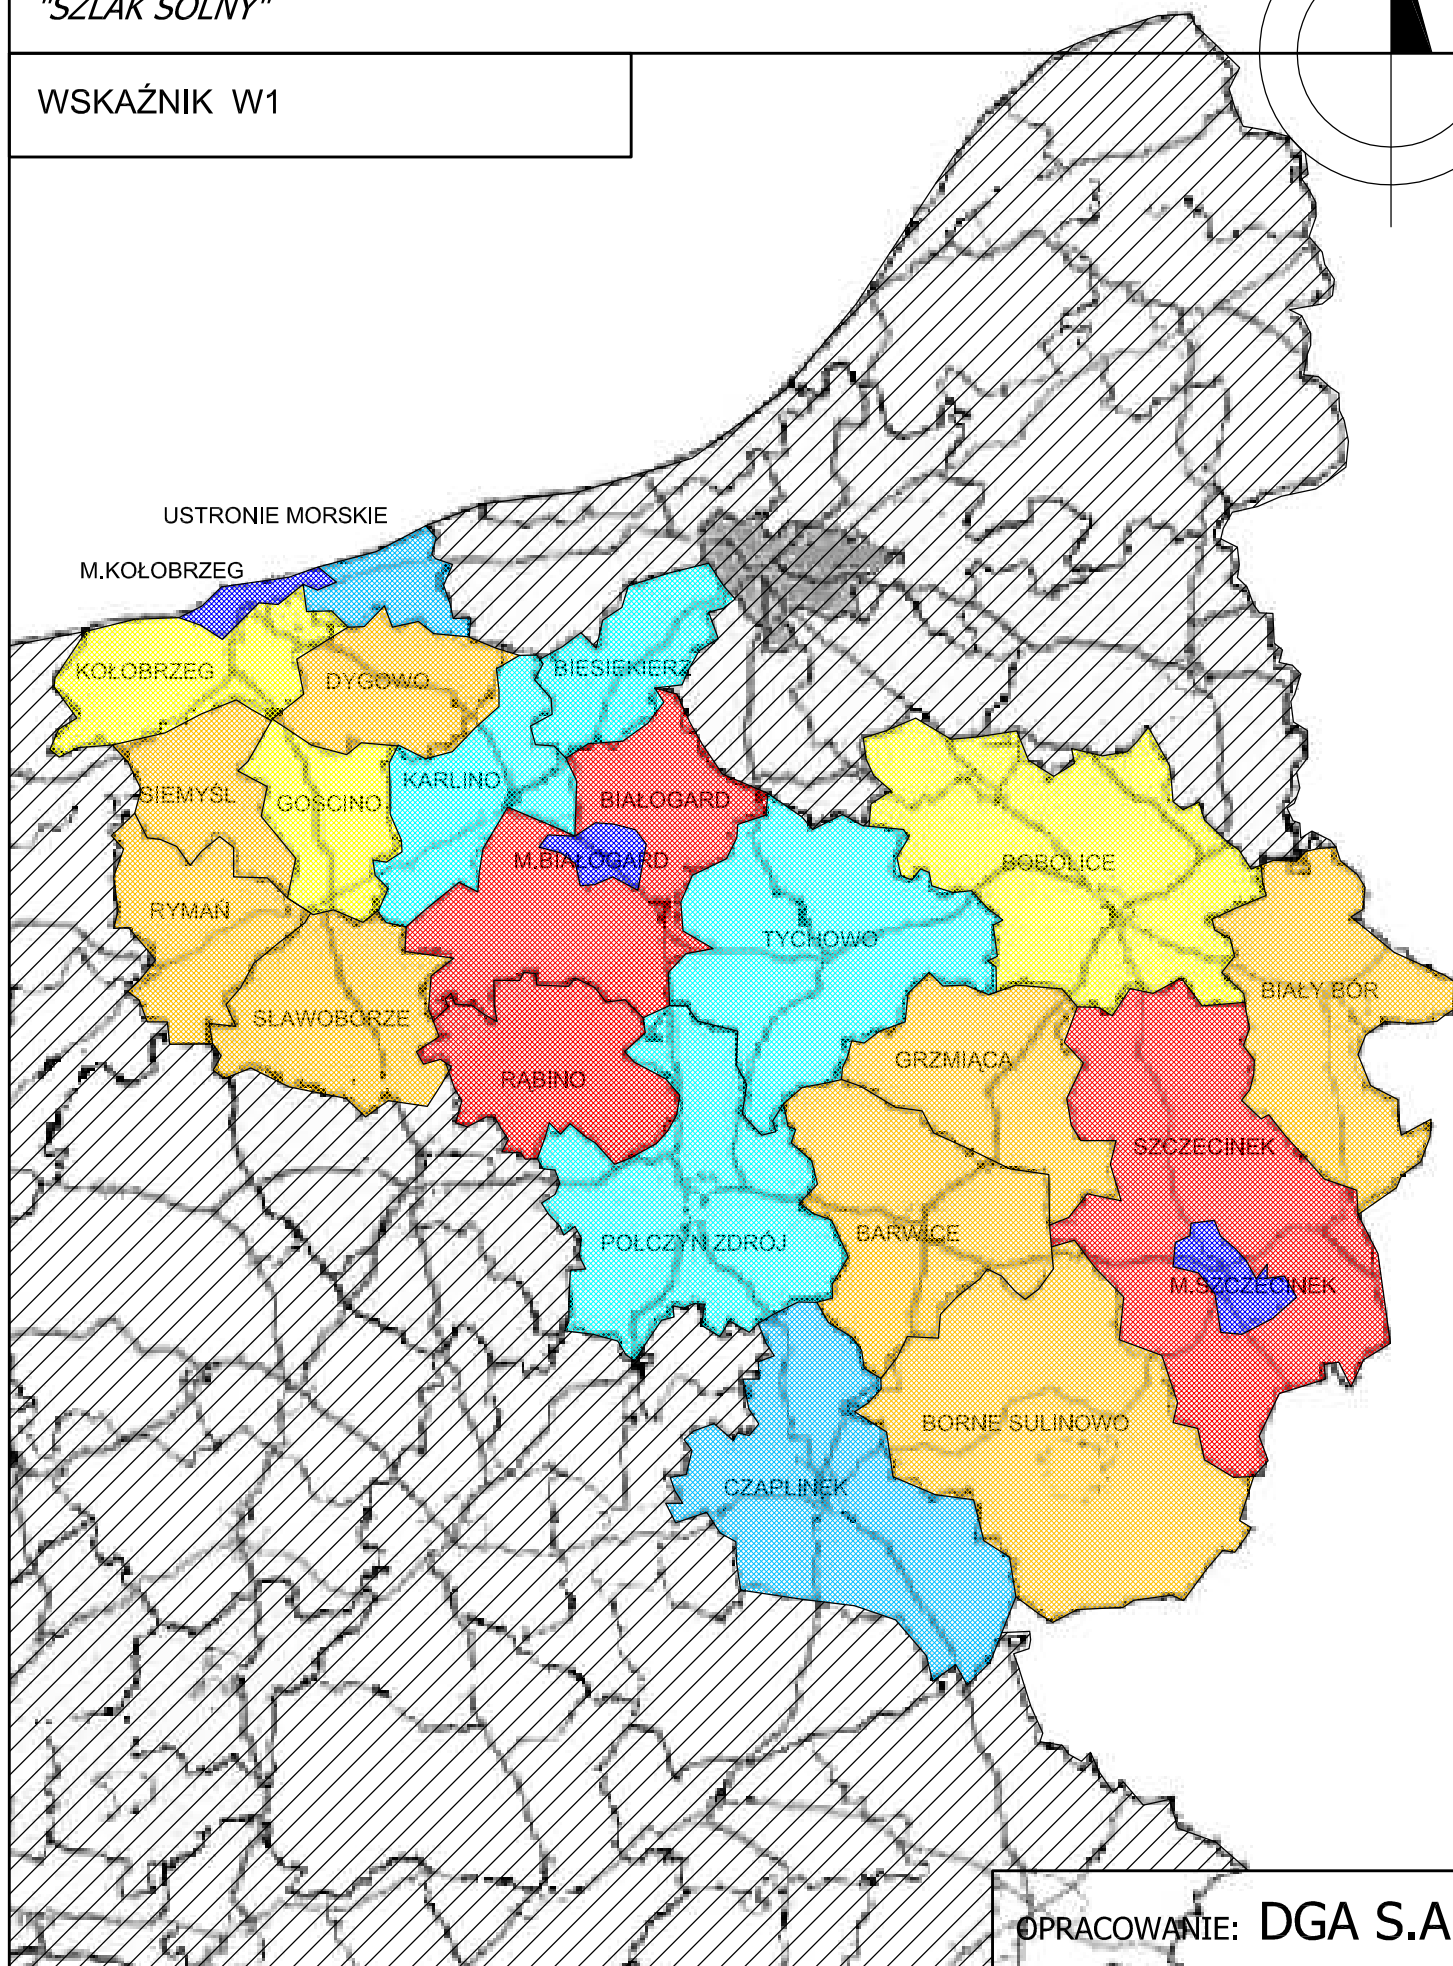 "SZLAK SOLNY"
WSKAŹNIK W1
USTRONIE MORSKIE
M.KOŁOBRZEG
KOŁOBRZEG
DYGOWO
BIESIEKIERZ
SIEMYŚL
GOŚCINO
KARLINO
BIAŁOGARD
M.BIAŁOGARD
BOBOLICE
RYMAŃ
TYCHOWO
SŁAWOBORZE
BIAŁY BÓR
GRZMIĄCA
RĄBINO
SZCZECINEK
BARWICE
POŁCZYN ZDRÓJ
M.SZCZECINEK
BORNE SULINOWO
CZAPLINEK
OPRACOWANIE: DGA S.A